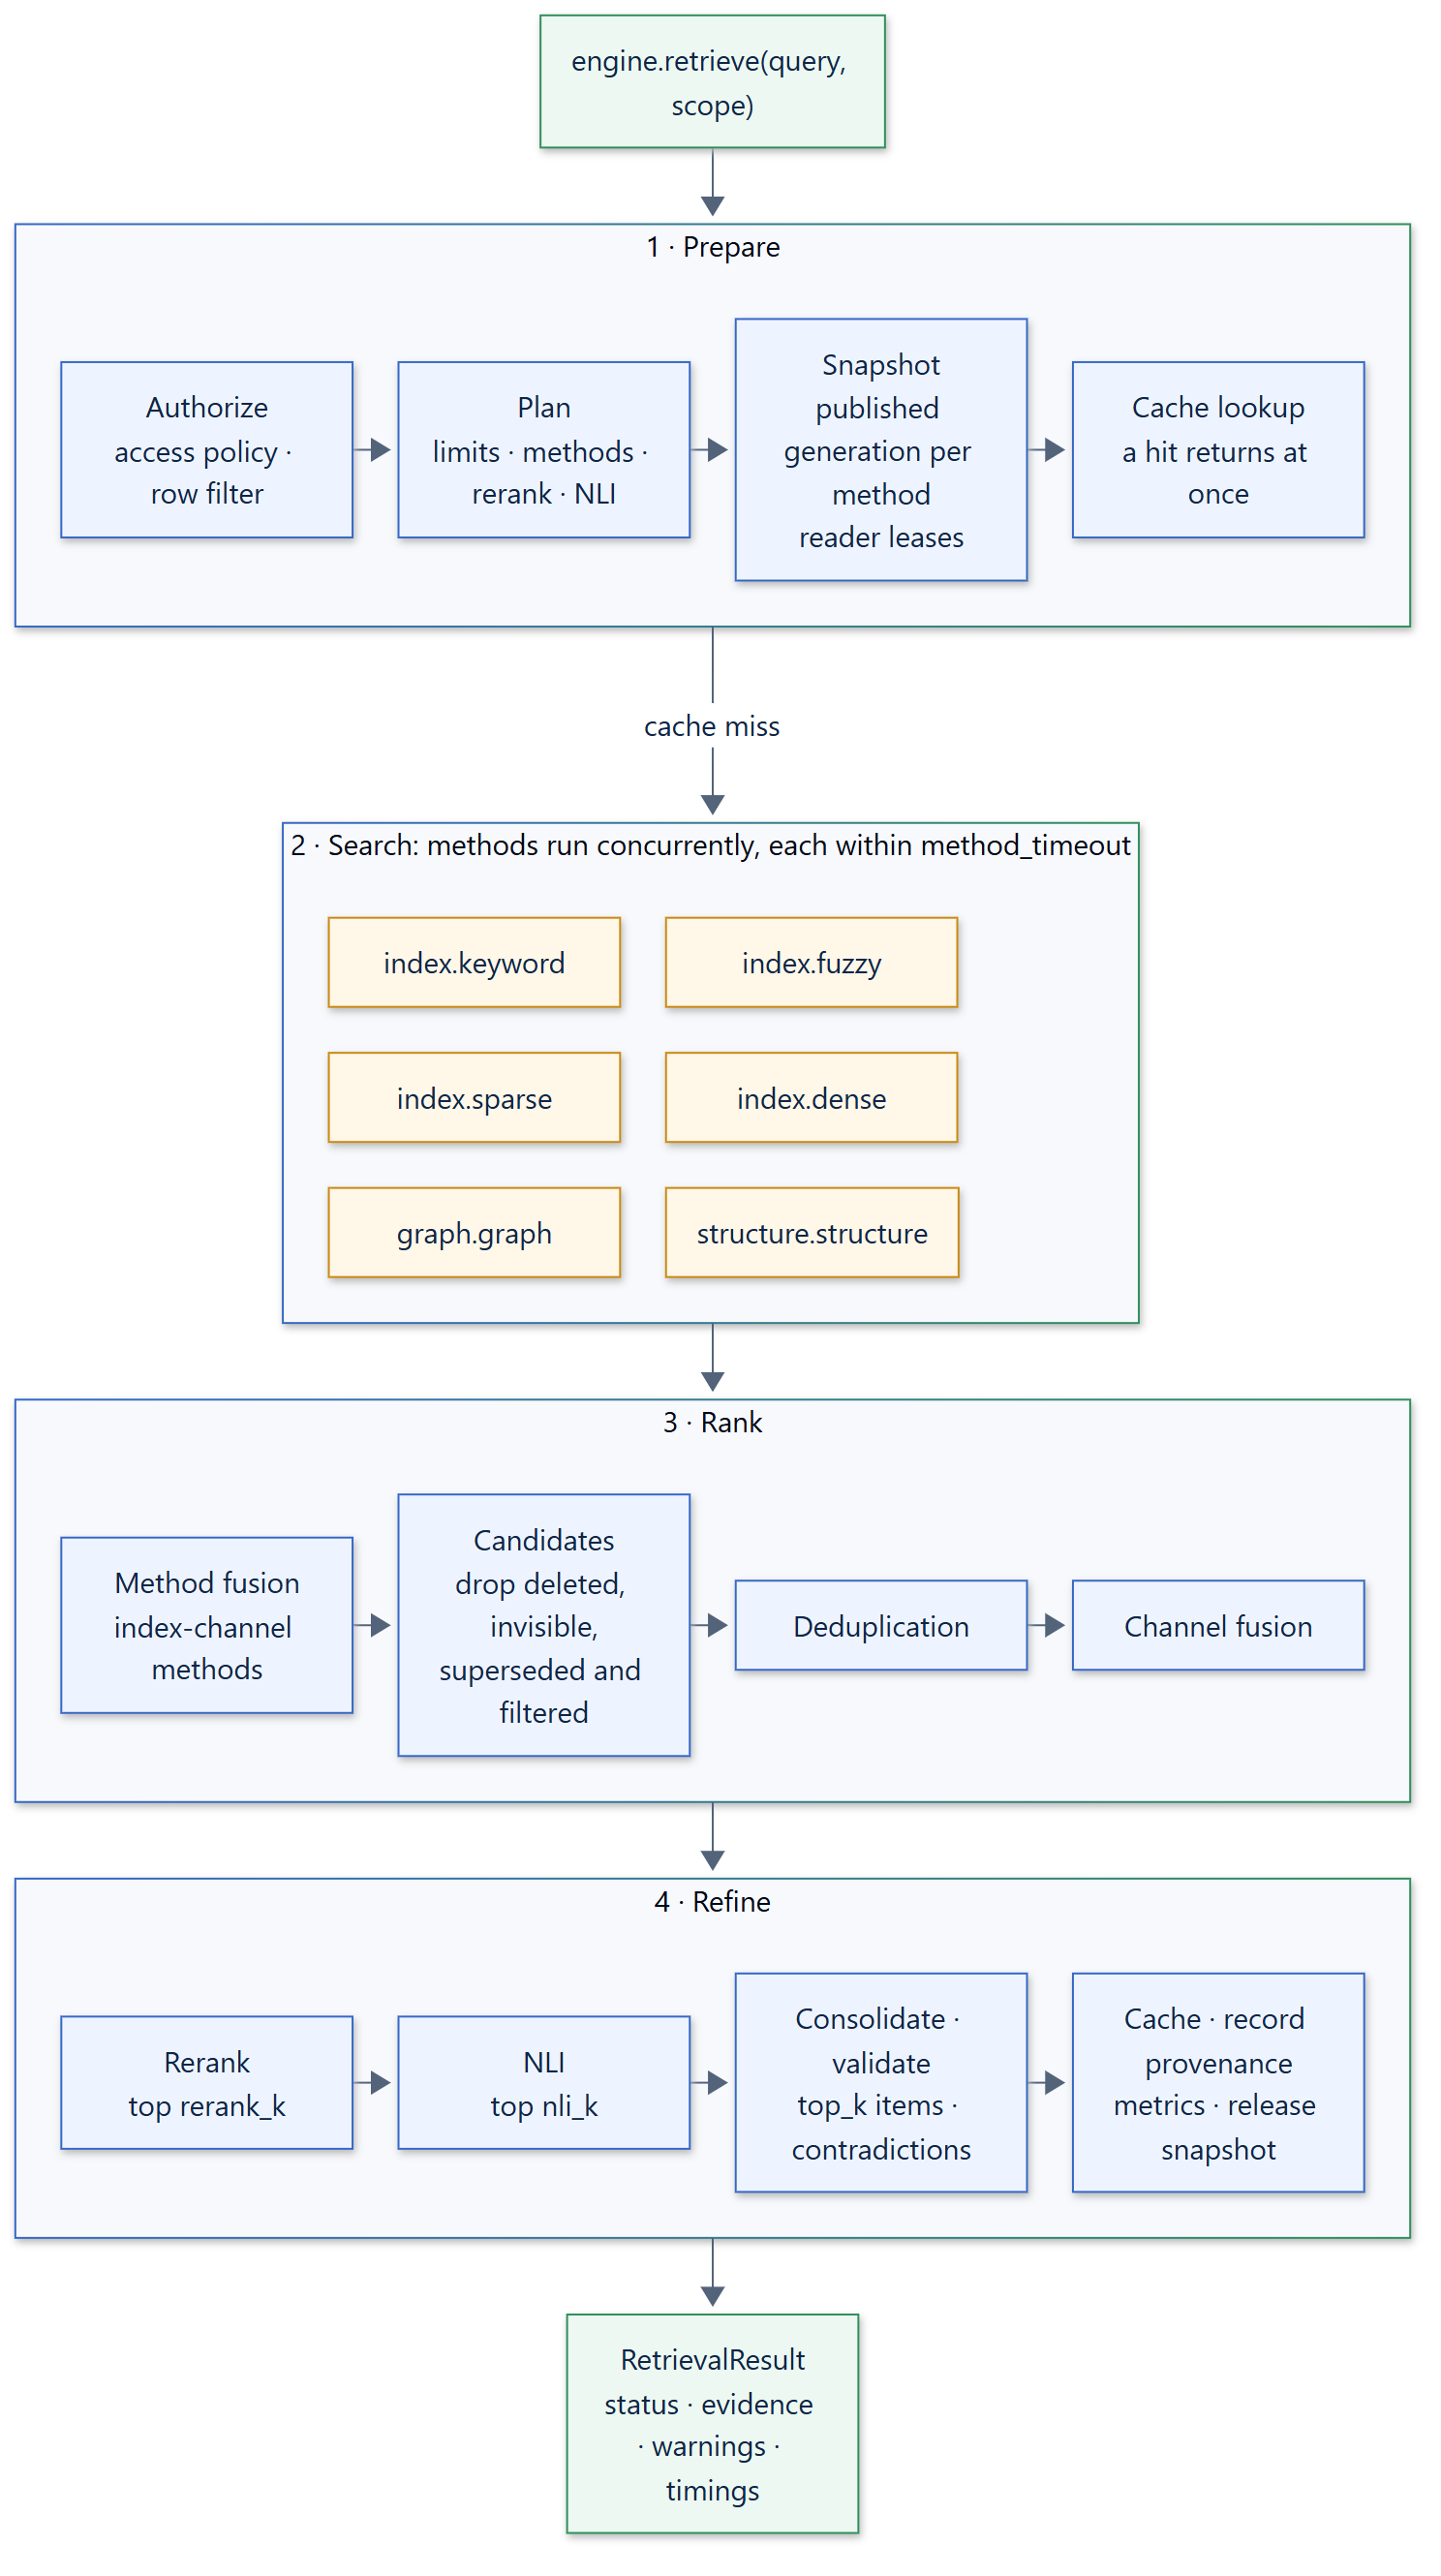 engine.retrieve(query,
scope)
1 · Prepare
Authorize
access policy ·
row filter
Plan
limits · methods ·
rerank · NLI
Snapshot
published
generation per
method
reader leases
Cache lookup
a hit returns at
once
cache miss
2 · Search: methods run concurrently, each within method_timeout
index.keyword
index.fuzzy
index.sparse
index.dense
graph.graph
structure.structure
3 · Rank
Method fusion
index-channel
methods
Candidates
drop deleted,
invisible,
superseded and
filtered
Deduplication
Channel fusion
4 · Refine
Rerank
top rerank_k
NLI
top nli_k
Consolidate ·
validate
top_k items ·
contradictions
Cache · record
provenance
metrics · release
snapshot
RetrievalResult
status · evidence
· warnings ·
timings